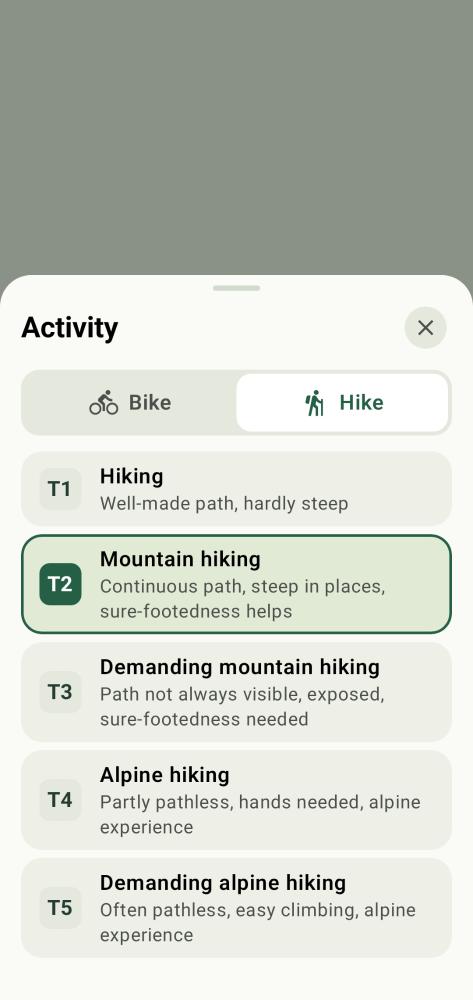 Activity
Bike
Hike
T1
Hiking
Well-made path, hardly steep
T2
Mountain hiking
Continuous path, steep in places,
sure-footedness helps
T3
Demanding mountain hiking
Path not always visible, exposed,
sure-footedness needed
T4
Alpine hiking
Partly pathless, hands needed, alpine
experience
T5
Demanding alpine hiking
Often pathless, easy climbing, alpine
experience